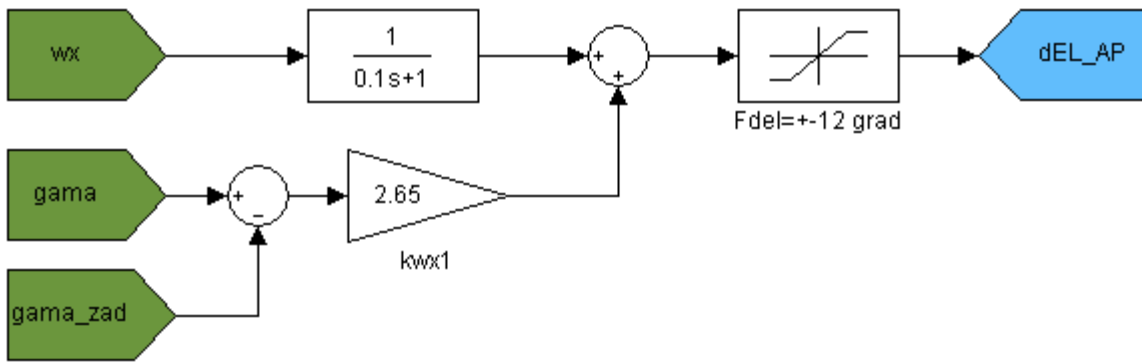 wx
1
0.1s+1
+
+
dEL_AP
Fdel=+-12 grad
gama
+
−
2.65
kwx1
gama_zad